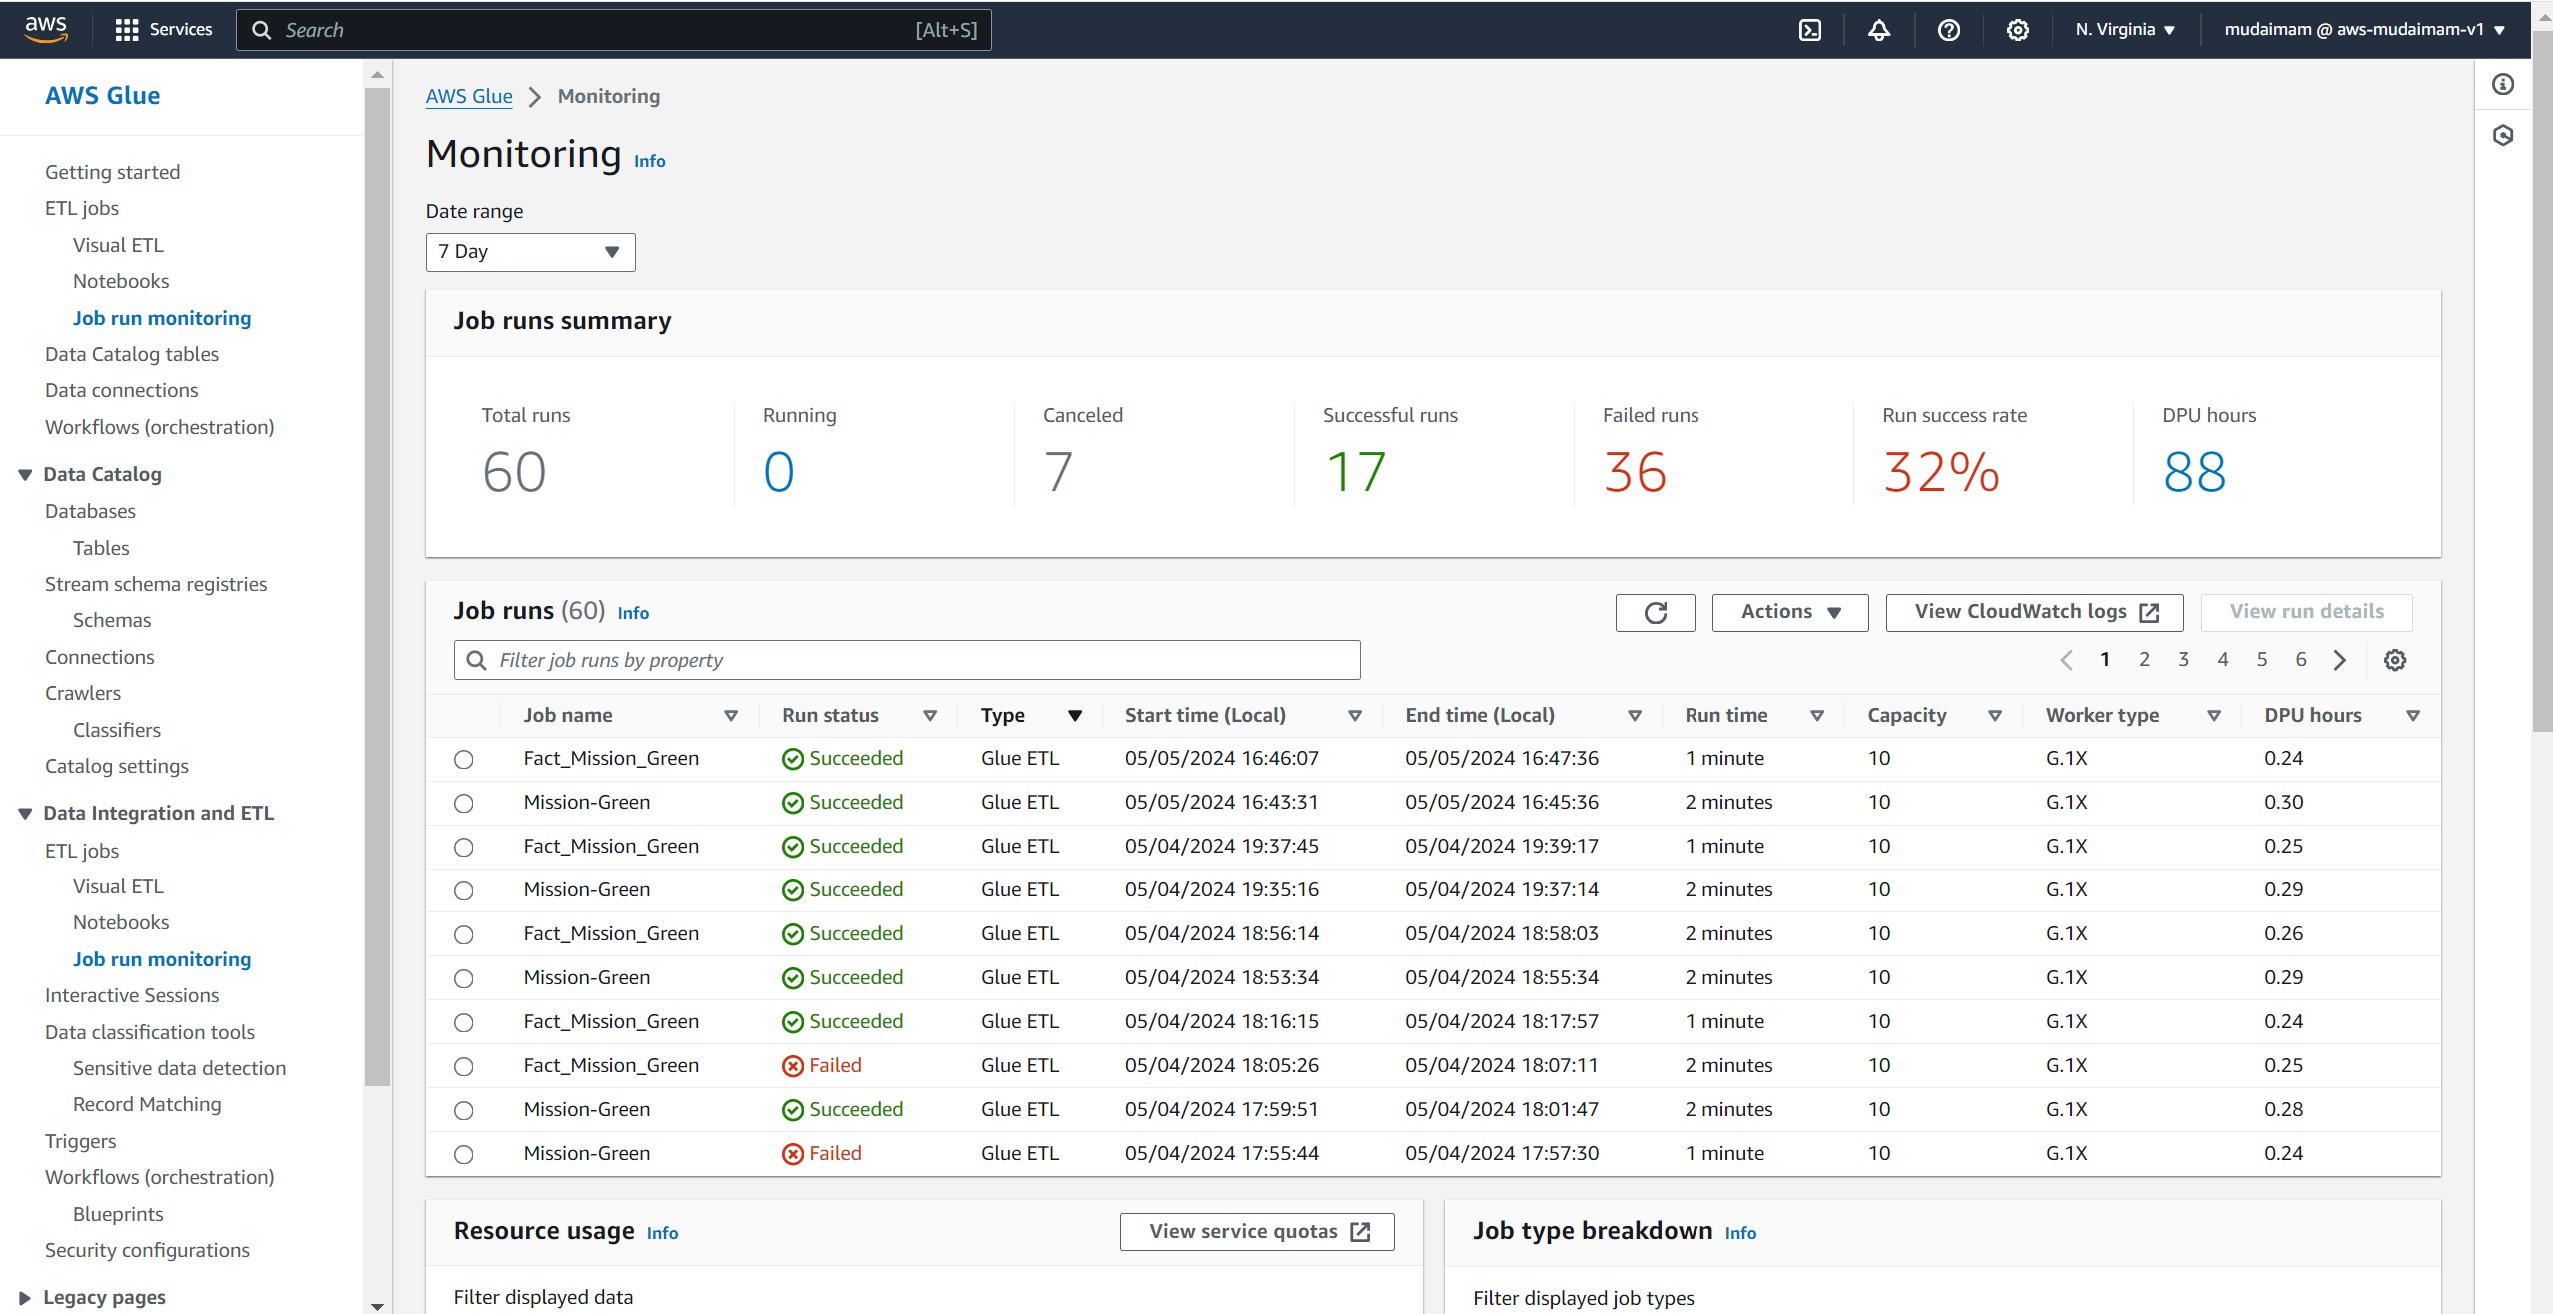 aws Services Search [Alt+S] N. Virginia mudaimam @ aws-mudaimam-v1
AWS Glue
Getting started
ETL jobs
Visual ETL
Notebooks
Job run monitoring
Data Catalog tables
Data connections
Workflows (orchestration)
Data Catalog
Databases
Tables
Stream schema registries
Schemas
Connections
Crawlers
Classifiers
Catalog settings
Data Integration and ETL
ETL jobs
Visual ETL
Notebooks
Job run monitoring
Interactive Sessions
Data classification tools
Sensitive data detection
Record Matching
Triggers
Workflows (orchestration)
Blueprints
Security configurations
Legacy pages
AWS Glue Monitoring
Monitoring Info
Date range
7 Day
Job runs summary
Total runs Running Canceled Successful runs Failed runs Run success rate DPU hours
60 0 7 17 36 32% 88
Job runs (60) Info Actions View CloudWatch logs View run details
Filter job runs by property 1 2 3 4 5 6
Job name Run status Type Start time (Local) End time (Local) Run time Capacity Worker type DPU hours
Fact_Mission_Green Succeeded Glue ETL 05/05/2024 16:46:07 05/05/2024 16:47:36 1 minute 10 G.1X 0.24
Mission-Green Succeeded Glue ETL 05/05/2024 16:43:31 05/05/2024 16:45:36 2 minutes 10 G.1X 0.30
Fact_Mission_Green Succeeded Glue ETL 05/04/2024 19:37:45 05/04/2024 19:39:17 1 minute 10 G.1X 0.25
Mission-Green Succeeded Glue ETL 05/04/2024 19:35:16 05/04/2024 19:37:14 2 minutes 10 G.1X 0.29
Fact_Mission_Green Succeeded Glue ETL 05/04/2024 18:56:14 05/04/2024 18:58:03 2 minutes 10 G.1X 0.26
Mission-Green Succeeded Glue ETL 05/04/2024 18:53:34 05/04/2024 18:55:34 2 minutes 10 G.1X 0.29
Fact_Mission_Green Succeeded Glue ETL 05/04/2024 18:16:15 05/04/2024 18:17:57 1 minute 10 G.1X 0.24
Fact_Mission_Green Failed Glue ETL 05/04/2024 18:05:26 05/04/2024 18:07:11 2 minutes 10 G.1X 0.25
Mission-Green Succeeded Glue ETL 05/04/2024 17:59:51 05/04/2024 18:01:47 2 minutes 10 G.1X 0.28
Mission-Green Failed Glue ETL 05/04/2024 17:55:44 05/04/2024 17:57:30 1 minute 10 G.1X 0.24
Resource usage Info View service quotas
Filter displayed data
Job type breakdown Info
Filter displayed job types